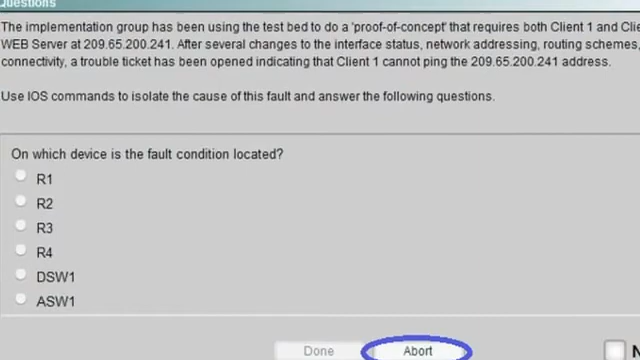 Questions
The implementation group has been using the test bed to do a 'proof-of-concept' that requires both Client 1 and Clie
WEB Server at 209.65.200.241. After several changes to the interface status, network addressing, routing schemes,
connectivity, a trouble ticket has been opened indicating that Client 1 cannot ping the 209.65.200.241 address.
Use IOS commands to isolate the cause of this fault and answer the following questions.
On which device is the fault condition located?
R1
R2
R3
R4
DSW1
ASW1
Done
Abort